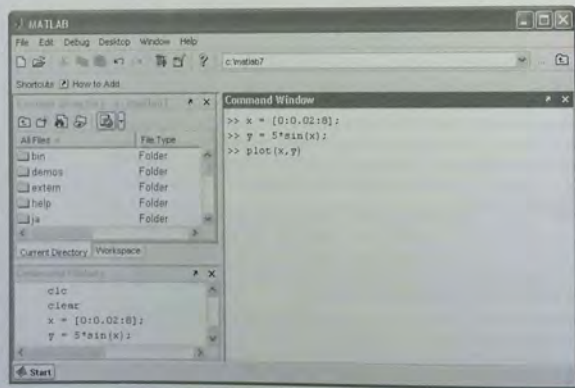 MATLAB
File Edit Debug Desktop Window Help
c:\matlab7
Shortcuts How to Add
Command Window
All Files File Type
bin Folder
demos Folder
extern Folder
help Folder
ja Folder
Current Directory Workspace
clc
clear
x = [0:0.02:8];
y = 5*sin(x);
>> x = [0:0.02:8];
>> y = 5*sin(x);
>> plot(x,y)
Start